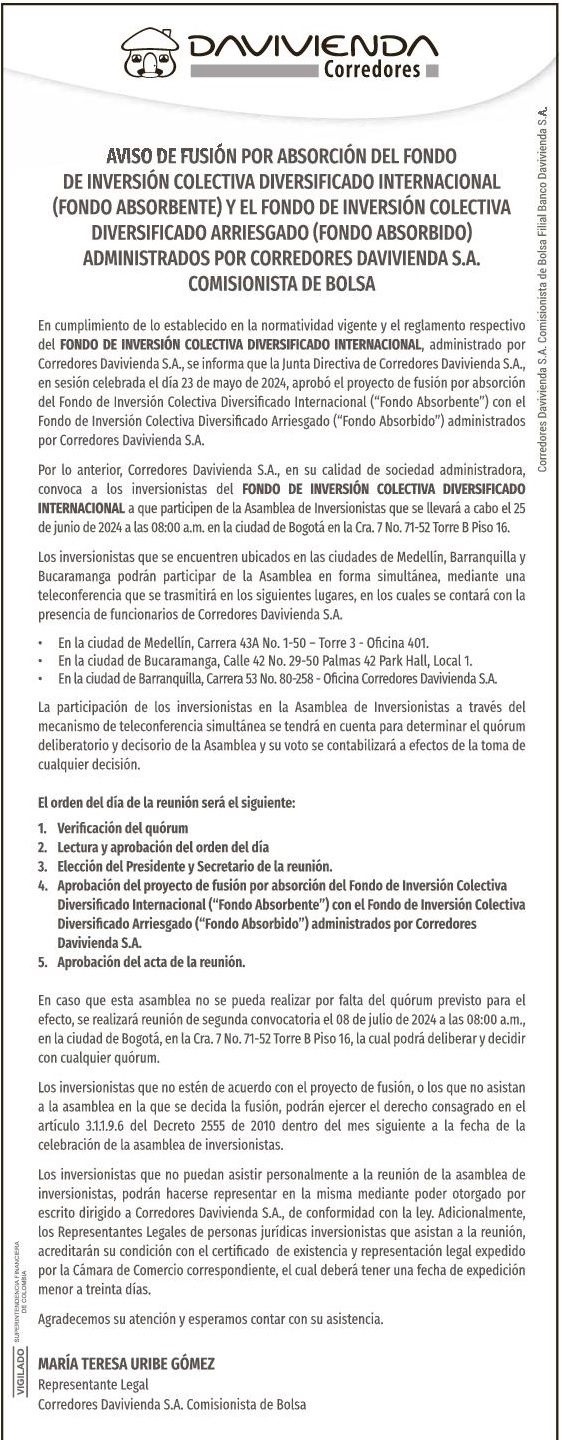 DAVIVIENDA
Corredores
AVISO DE FUSIÓN POR ABSORCIÓN DEL FONDO
DE INVERSIÓN COLECTIVA DIVERSIFICADO INTERNACIONAL
(FONDO ABSORBENTE) Y EL FONDO DE INVERSIÓN COLECTIVA
DIVERSIFICADO ARRIESGADO (FONDO ABSORBIDO)
ADMINISTRADOS POR CORREDORES DAVIVIENDA S.A.
COMISIONISTA DE BOLSA
Corredores Davivienda S.A. Comisionista de Bolsa Filial Banco Davivienda S.A.
En cumplimiento de lo establecido en la normatividad vigente y el reglamento respectivo
del FONDO DE INVERSIÓN COLECTIVA DIVERSIFICADO INTERNACIONAL, administrado por
Corredores Davivienda S.A., se informa que la Junta Directiva de Corredores Davivienda S.A.,
en sesión celebrada el día 23 de mayo de 2024, aprobó el proyecto de fusión por absorción
del Fondo de Inversión Colectiva Diversificado Internacional (“Fondo Absorbente”) con el
Fondo de Inversión Colectiva Diversificado Arriesgado (“Fondo Absorbido”) administrados
por Corredores Davivienda S.A.
Por lo anterior, Corredores Davivienda S.A., en su calidad de sociedad administradora,
convoca a los inversionistas del FONDO DE INVERSIÓN COLECTIVA DIVERSIFICADO
INTERNACIONAL a que participen de la Asamblea de Inversionistas que se llevará a cabo el 25
de junio de 2024 a las 08:00 a.m. en la ciudad de Bogotá en la Cra. 7 No. 71-52 Torre B Piso 16.
Los inversionistas que se encuentren ubicados en las ciudades de Medellín, Barranquilla y
Bucaramanga podrán participar de la Asamblea en forma simultánea, mediante una
teleconferencia que se trasmitirá en los siguientes lugares, en los cuales se contará con la
presencia de funcionarios de Corredores Davivienda S.A.
• En la ciudad de Medellín, Carrera 43A No. 1-50 – Torre 3 - Oficina 401.
• En la ciudad de Bucaramanga, Calle 42 No. 29-50 Palmas 42 Park Hall, Local 1.
• En la ciudad de Barranquilla, Carrera 53 No. 80-258 - Oficina Corredores Davivienda S.A.
La participación de los inversionistas en la Asamblea de Inversionistas a través del
mecanismo de teleconferencia simultánea se tendrá en cuenta para determinar el quórum
deliberatorio y decisorio de la Asamblea y su voto se contabilizará a efectos de la toma de
cualquier decisión.
El orden del día de la reunión será el siguiente:
1. Verificación del quórum
2. Lectura y aprobación del orden del día
3. Elección del Presidente y Secretario de la reunión.
4. Aprobación del proyecto de fusión por absorción del Fondo de Inversión Colectiva
Diversificado Internacional (“Fondo Absorbente”) con el Fondo de Inversión Colectiva
Diversificado Arriesgado (“Fondo Absorbido”) administrados por Corredores
Davivienda S.A.
5. Aprobación del acta de la reunión.
En caso que esta asamblea no se pueda realizar por falta del quórum previsto para el
efecto, se realizará reunión de segunda convocatoria el 08 de julio de 2024 a las 08:00 a.m.,
en la ciudad de Bogotá, en la Cra. 7 No. 71-52 Torre B Piso 16, la cual podrá deliberar y decidir
con cualquier quórum.
Los inversionistas que no estén de acuerdo con el proyecto de fusión, o los que no asistan
a la asamblea en la que se decida la fusión, podrán ejercer el derecho consagrado en el
artículo 3.1.1.9.6 del Decreto 2555 de 2010 dentro del mes siguiente a la fecha de la
celebración de la asamblea de inversionistas.
Los inversionistas que no puedan asistir personalmente a la reunión de la asamblea de
inversionistas, podrán hacerse representar en la misma mediante poder otorgado por
escrito dirigido a Corredores Davivienda S.A., de conformidad con la ley. Adicionalmente,
los Representantes Legales de personas jurídicas inversionistas que asistan a la reunión,
acreditarán su condición con el certificado de existencia y representación legal expedido
por la Cámara de Comercio correspondiente, el cual deberá tener una fecha de expedición
menor a treinta días.
Agradecemos su atención y esperamos contar con su asistencia.
MARÍA TERESA URIBE GÓMEZ
Representante Legal
Corredores Davivienda S.A. Comisionista de Bolsa
VIGILADO
SUPERINTENDENCIA FINANCIERA
DE COLOMBIA